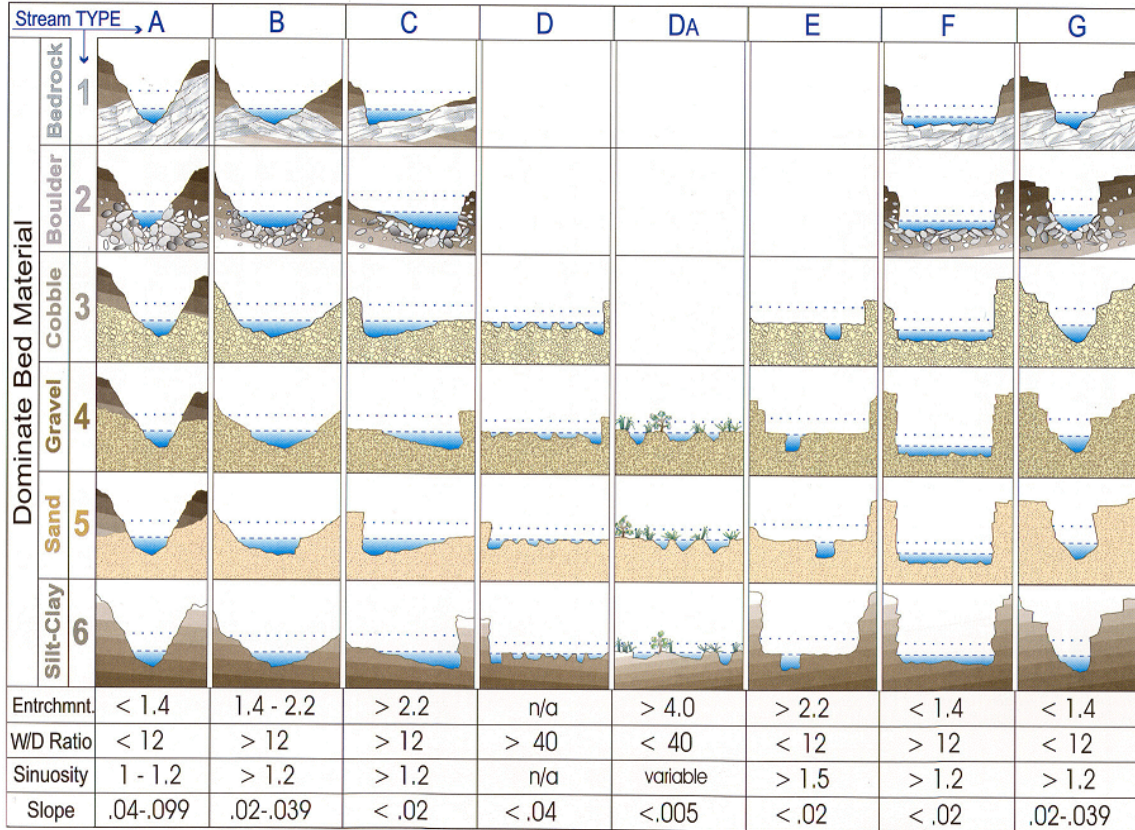 Stream TYPE A B C D DA E F G
Dominate Bed Material
Bedrock 1
Boulder 2
Cobble 3
Gravel 4
Sand 5
Silt-Clay 6
Entrchmnt. < 1.4 1.4 - 2.2 > 2.2 n/a > 4.0 > 2.2 < 1.4 < 1.4
W/D Ratio < 12 > 12 > 12 > 40 < 40 < 12 > 12 < 12
Sinuosity 1 - 1.2 > 1.2 > 1.2 n/a variable > 1.5 > 1.2 > 1.2
Slope .04-.099 .02-.039 < .02 < .04 <.005 < .02 < .02 .02-.039